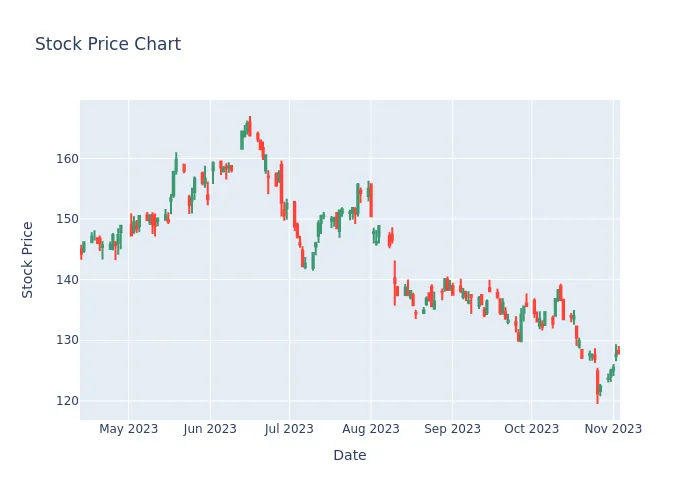 Stock Price Chart
Stock Price
160
150
140
130
120
May 2023
Jun 2023
Jul 2023
Aug 2023
Sep 2023
Oct 2023
Nov 2023
Date